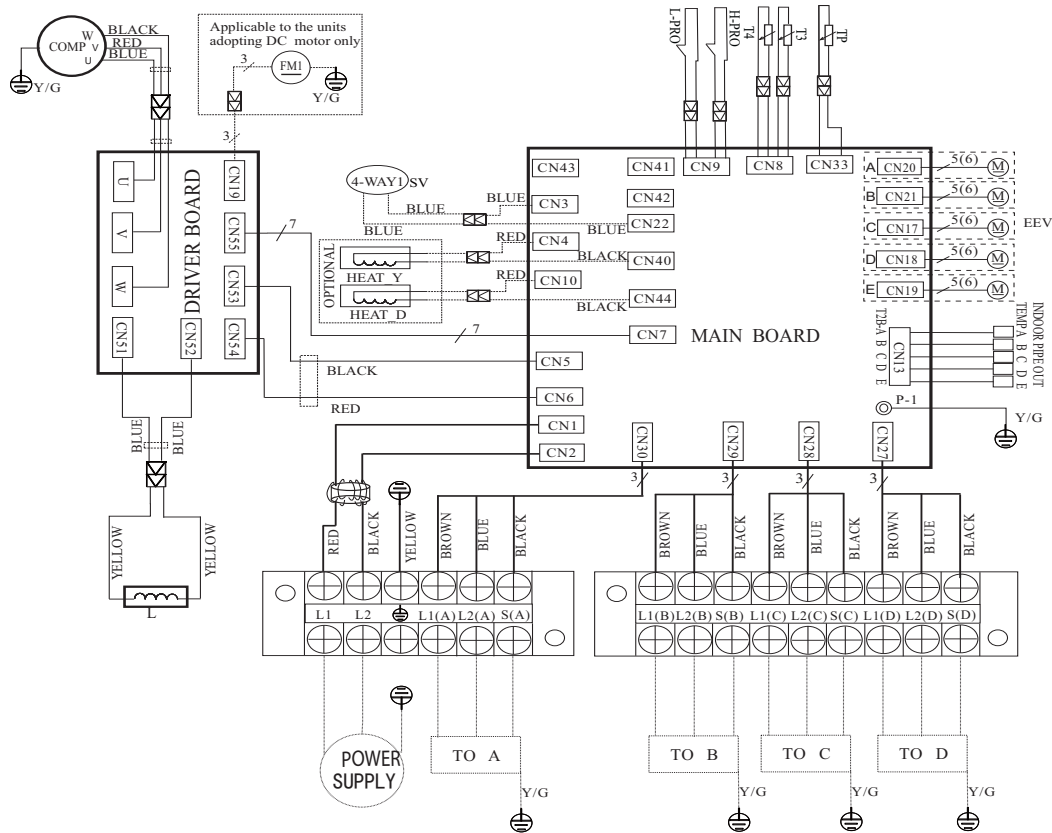 COMP
W
V
U
BLACK
RED
BLUE
Y/G
Applicable to the units
adopting DC motor only
3
FM1
Y/G
3
L-PRO
H-PRO
T4
T3
TP
DRIVER BOARD
U
V
W
CN19
CN55
CN53
CN54
CN51
CN52
7
BLUE
BLUE
YELLOW
YELLOW
L
4-WAY1
SV
BLUE
BLUE
BLUE
BLUE
OPTIONAL
HEAT_Y
HEAT_D
RED
BLACK
RED
BLACK
7
BLACK
RED
MAIN BOARD
CN43
CN41
CN9
CN8
CN33
CN3
CN42
CN22
CN4
CN40
CN10
CN44
CN7
CN5
CN6
CN1
CN2
CN30
CN29
CN28
CN27
A
CN20
5(6)
M
B
CN21
5(6)
M
C
CN17
5(6)
M
D
CN18
5(6)
M
E
CN19
5(6)
M
EEV
T2B-A
B
C
D
E
CN13
INDOOR PIPE OUT
TEMP A
B
C
D
E
P-1
Y/G
3
3
3
3
RED
BLACK
YELLOW
BROWN
BLUE
BLACK
BROWN
BLUE
BLACK
BROWN
BLUE
BLACK
BROWN
BLUE
BLACK
L1
L2
L1(A)
L2(A)
S(A)
L1(B)
L2(B)
S(B)
L1(C)
L2(C)
S(C)
L1(D)
L2(D)
S(D)
POWER
SUPPLY
TO A
Y/G
TO B
Y/G
TO C
Y/G
TO D
Y/G